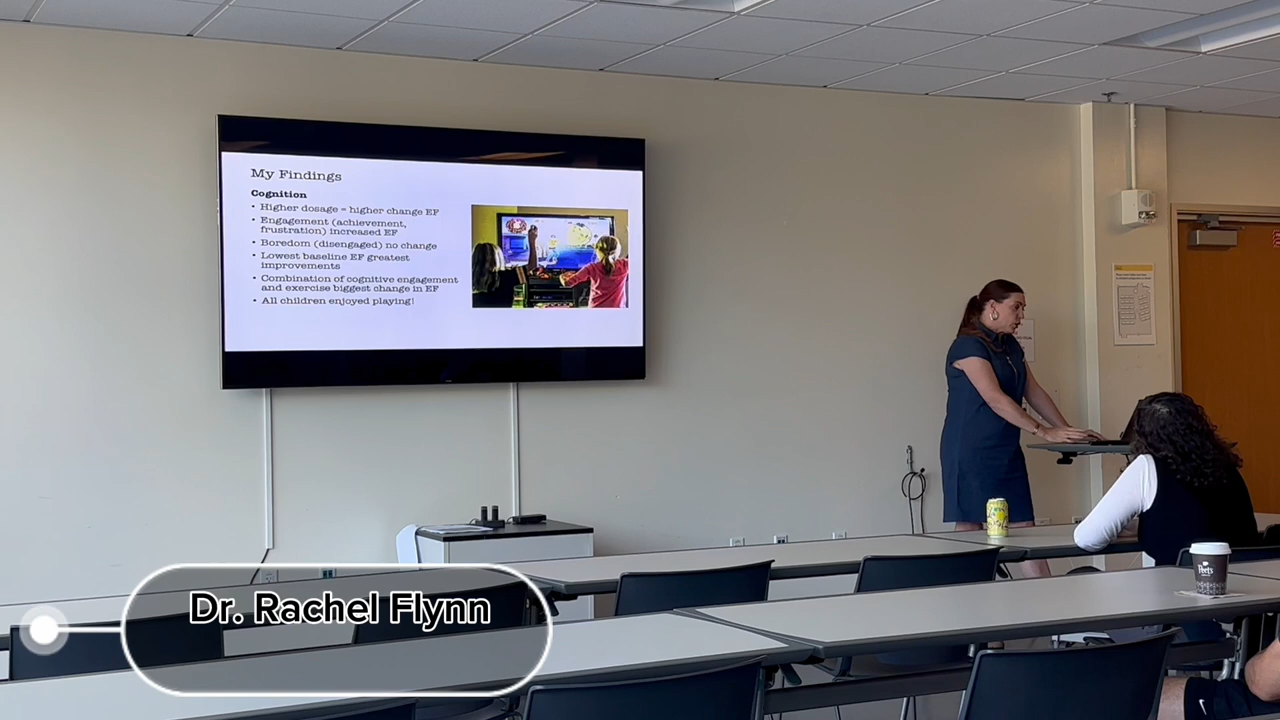 My Findings
Cognition
• Higher dosage = higher change EF
• Engagement (achievement,
frustration) increased EF
• Boredom (disengaged) no change
• Lowest baseline EF greatest
improvements
• Combination of cognitive engagement
and exercise biggest change in EF
• All children enjoyed playing!
Peet's
Dr. Rachel Flynn